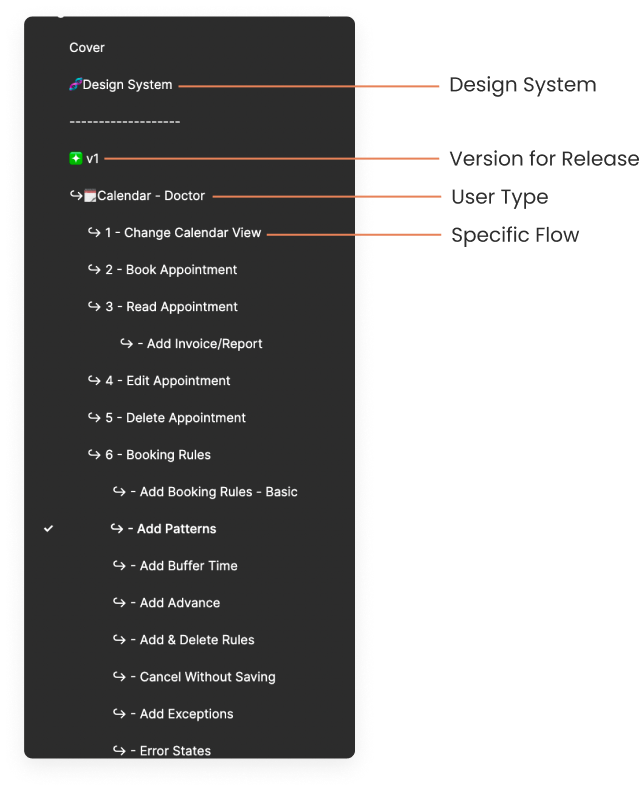 Cover
Design System
Design System
-------------------
v1
Version for Release
↪Calendar - Doctor
User Type
↪ 1 - Change Calendar View
Specific Flow
↪ 2 - Book Appointment
↪ 3 - Read Appointment
↪ - Add Invoice/Report
↪ 4 - Edit Appointment
↪ 5 - Delete Appointment
↪ 6 - Booking Rules
↪ - Add Booking Rules - Basic
↪ - Add Patterns
↪ - Add Buffer Time
↪ - Add Advance
↪ - Add & Delete Rules
↪ - Cancel Without Saving
↪ - Add Exceptions
↪ - Error States